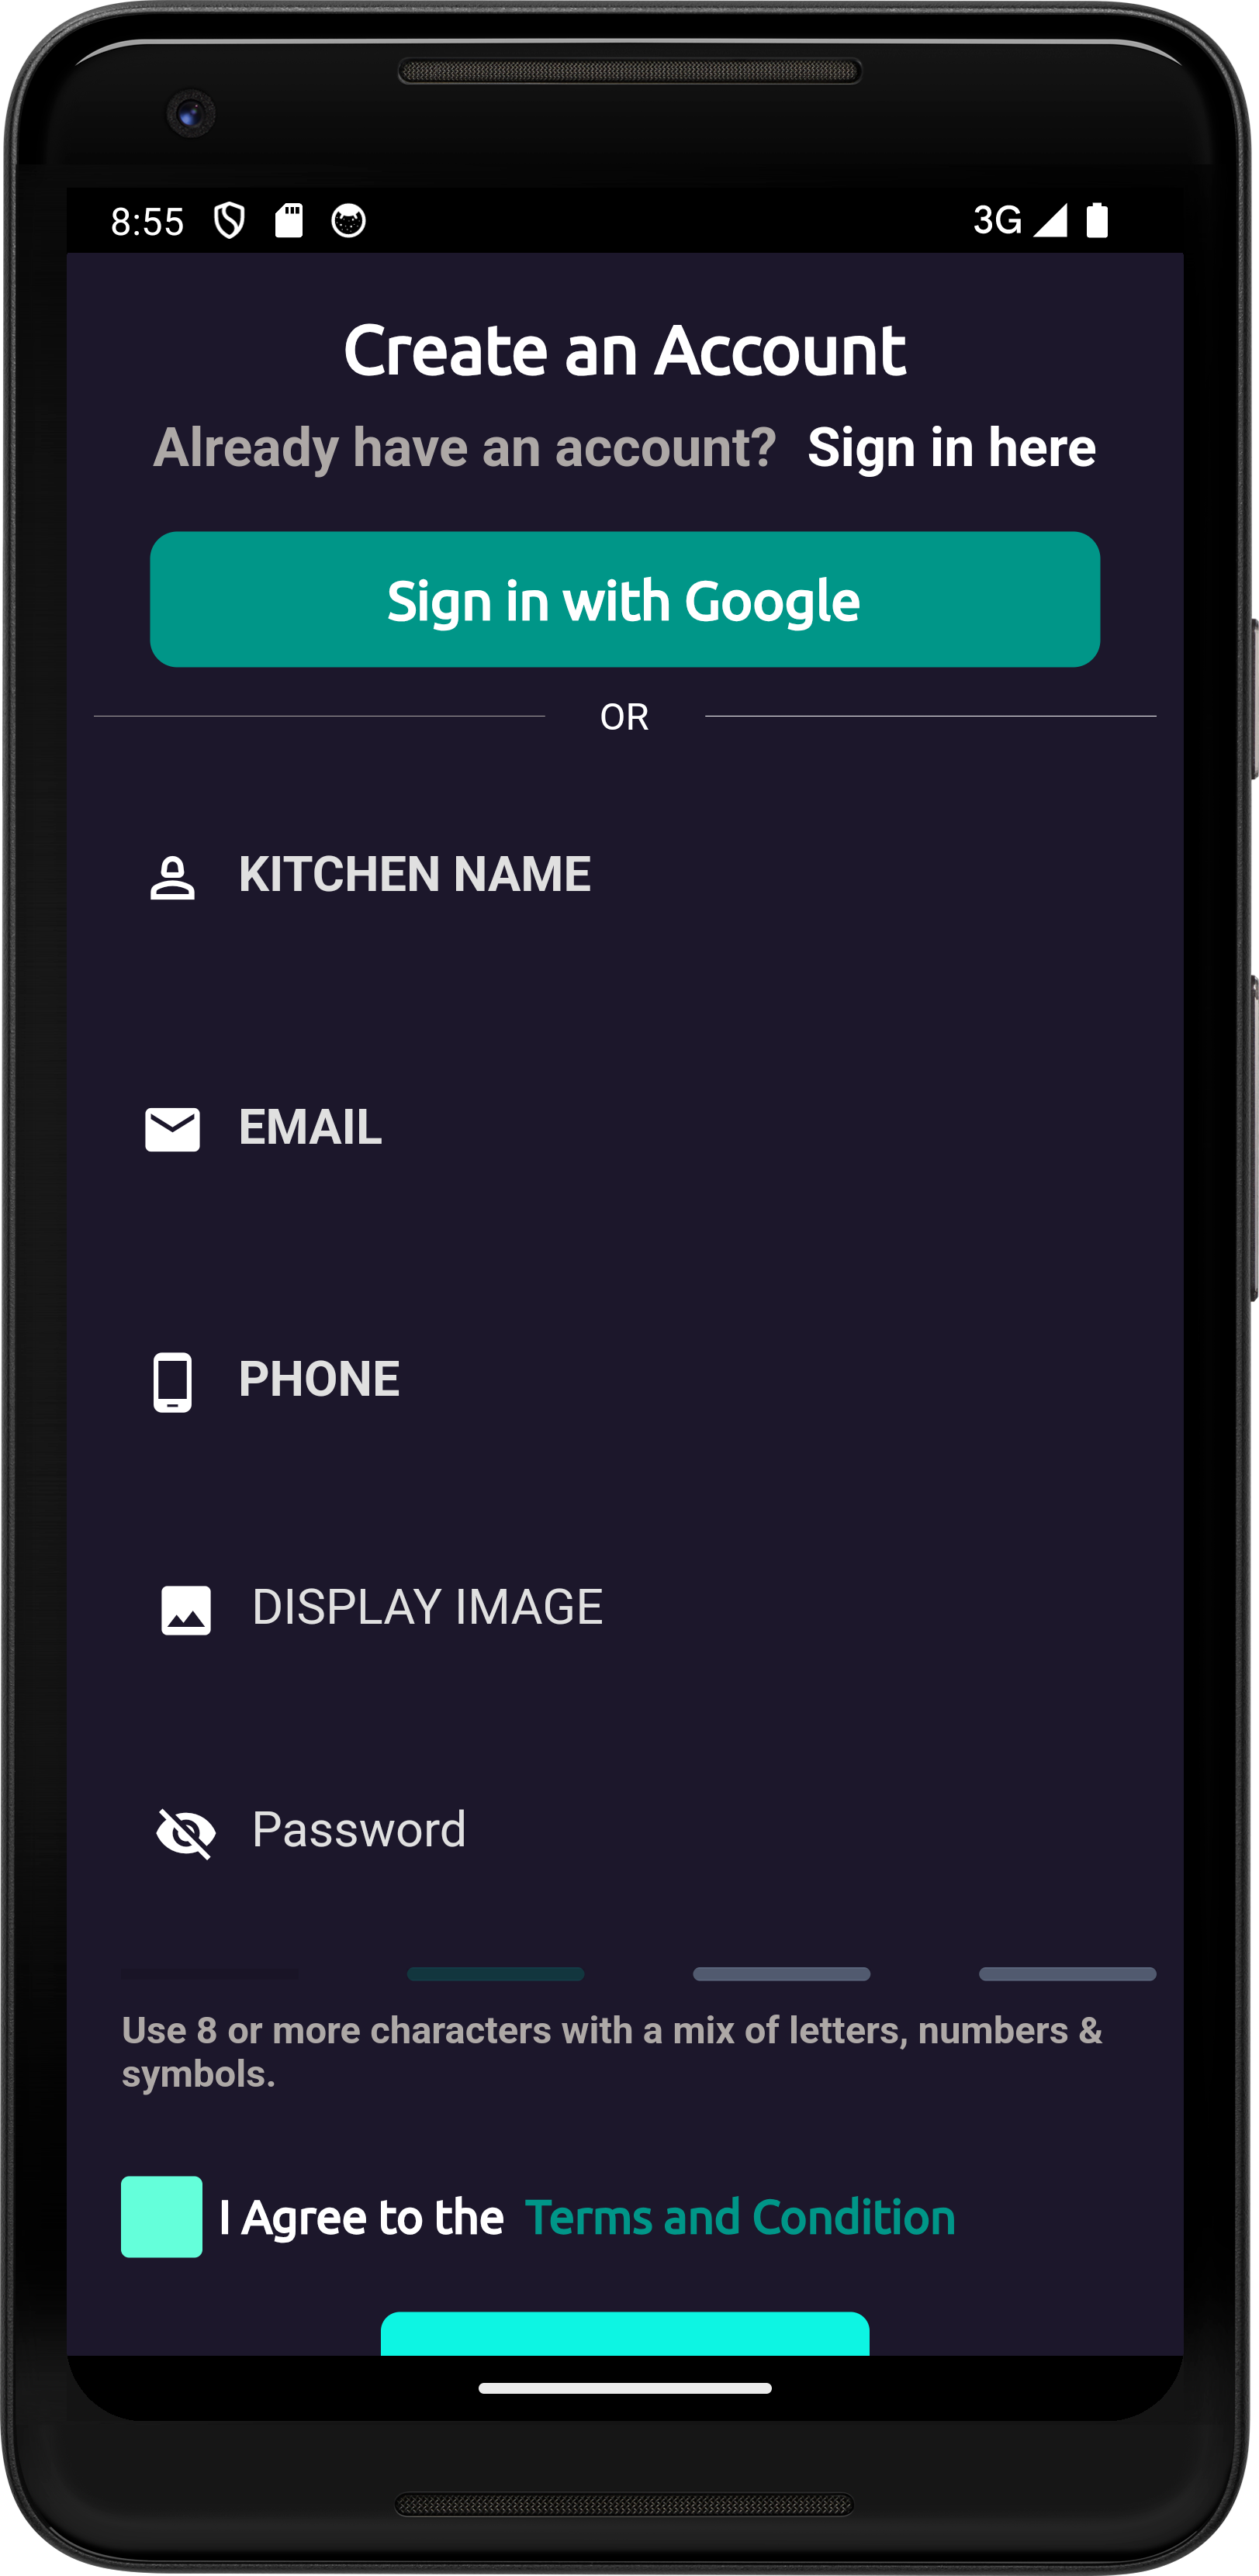 8:55
3G
Create an Account
Already have an account? Sign in here
Sign in with Google
OR
KITCHEN NAME
EMAIL
PHONE
DISPLAY IMAGE
Password
Use 8 or more characters with a mix of letters, numbers &
symbols.
I Agree to the Terms and Condition